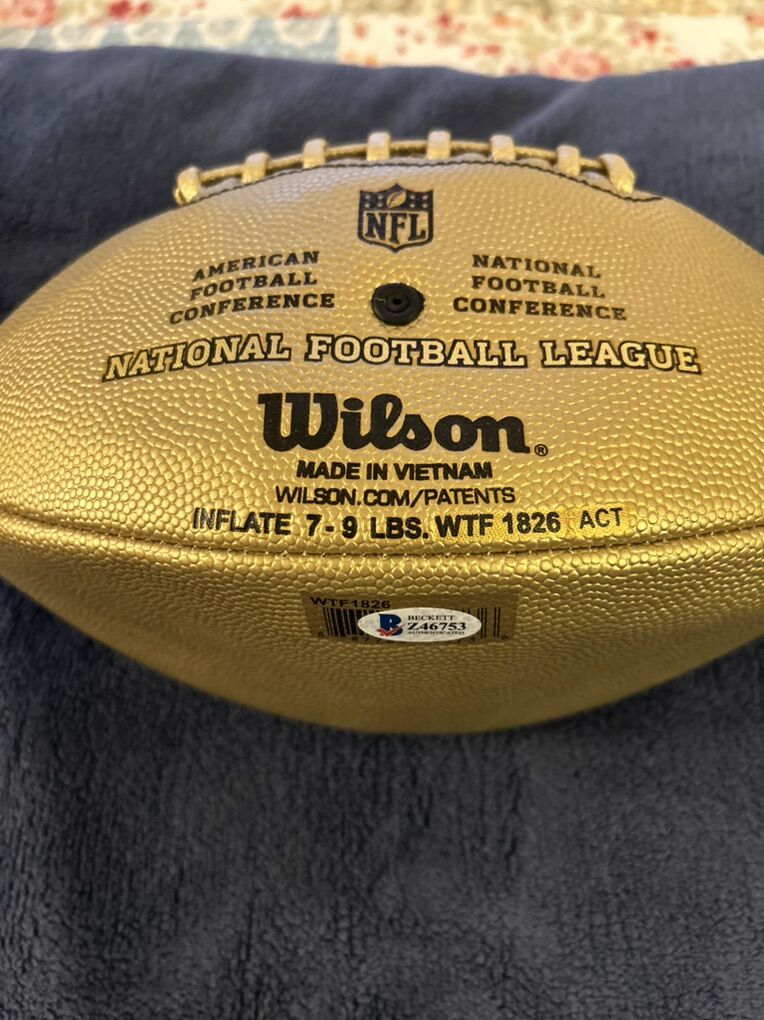 NFL
AMERICAN
FOOTBALL
CONFERENCE
NATIONAL
FOOTBALL
CONFERENCE
NATIONAL FOOTBALL LEAGUE
Wilson®
MADE IN VIETNAM
WILSON.COM/PATENTS
INFLATE 7-9 LBS. WTF 1826 ACT
WTF1826
BECKETT
Z46753
AUTHENTICATED